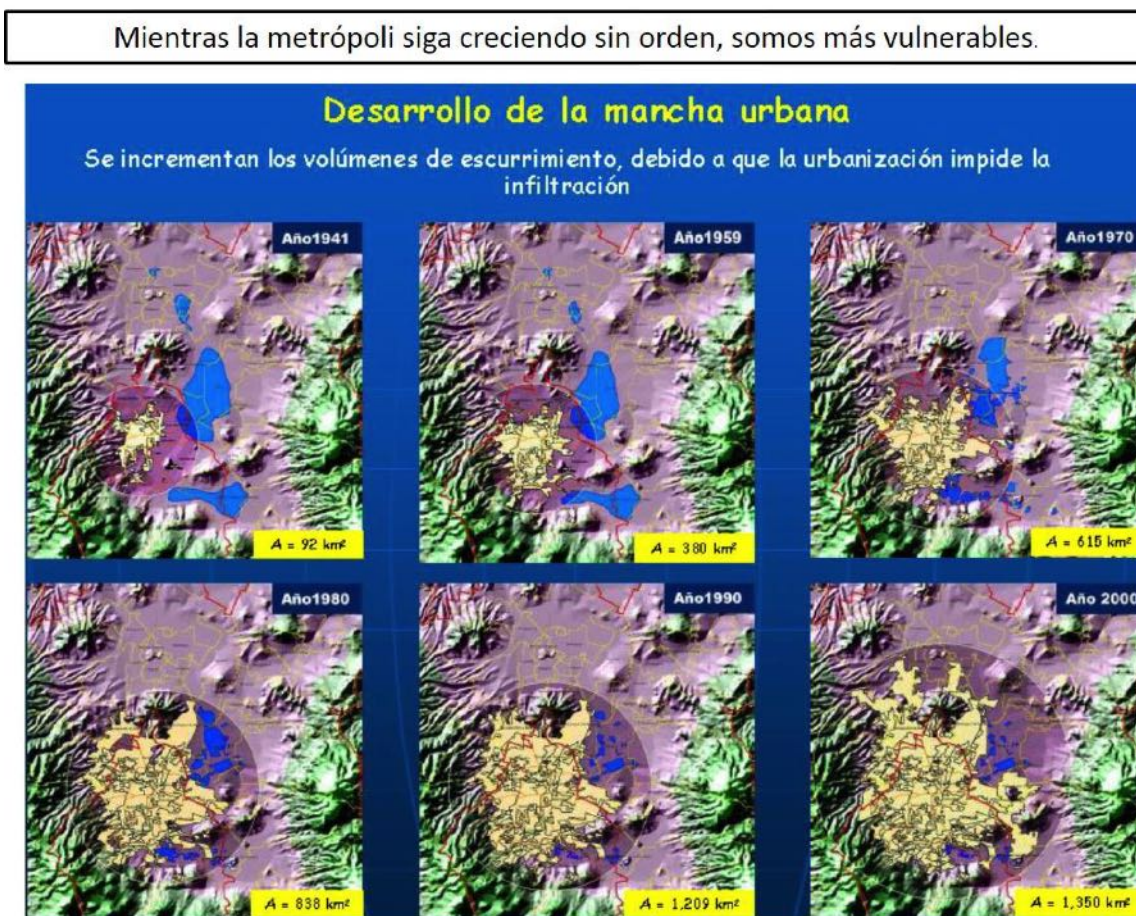 Mientras la metrópoli siga creciendo sin orden, somos más vulnerables.
Desarrollo de la mancha urbana
Se incrementan los volúmenes de escurrimiento, debido a que la urbanización impide la
infiltración
Año1941
Año1959
Año1970
A = 92 km²
A = 380 km²
A = 615 km²
Año1980
Año1990
Año 2000
A = 838 km²
A = 1,209 km²
A = 1,350 km²